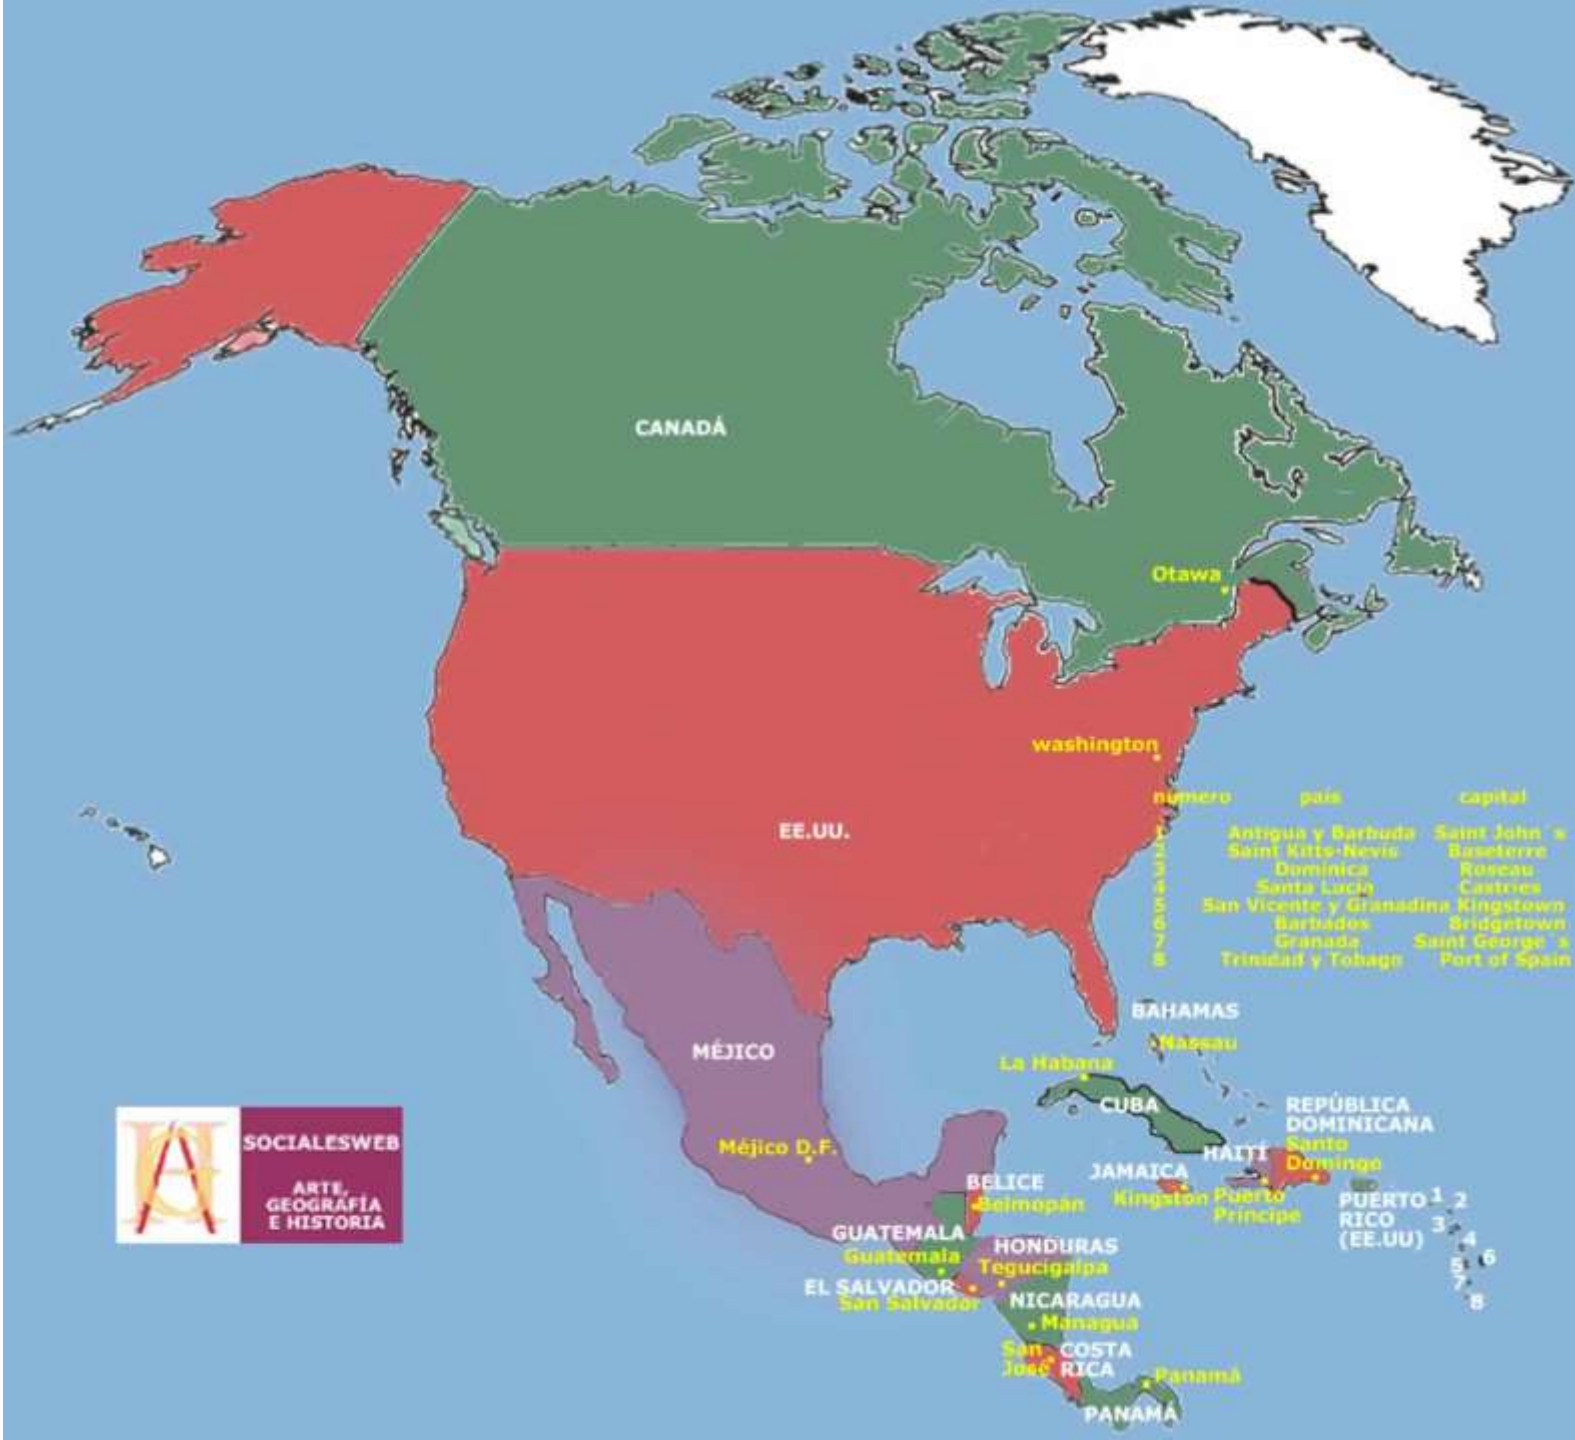 CANADÁ
Otawa
washington
número país capital
1 Antigua y Barbuda Saint John´s
2 Saint Kitts-Nevis Baseterre
3 Dominica Roseau
4 Santa Lucía Castries
5 San Vicente y Granadina Kingstown
6 Barbados Bridgetown
7 Granada Saint George´s
8 Trinidad y Tobago Port of Spain
EE.UU.
BAHAMAS
Nassau
MÉJICO
La Habana
CUBA
REPÚBLICA
DOMINICANA
Santo
Domingo
HAITÍ
Méjico D.F.
JAMAICA
Kingston
Puerto
Príncipe
BELICE
Belmopán
PUERTO
RICO
(EE.UU)
1
2
3
4
5
6
7
8
GUATEMALA
Guatemala
HONDURAS
Tegucigalpa
EL SALVADOR
San Salvador
NICARAGUA
Managua
San
José
COSTA
RICA
Panamá
PANAMÁ
SOCIALESWEB
ARTE,
GEOGRAFÍA
E HISTORIA